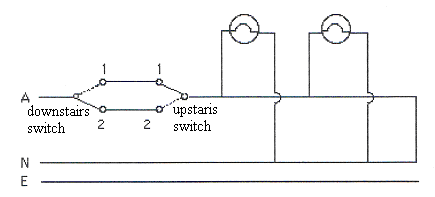 1 1
A
downstairs upstaris
switch 2 2 switch
N
E